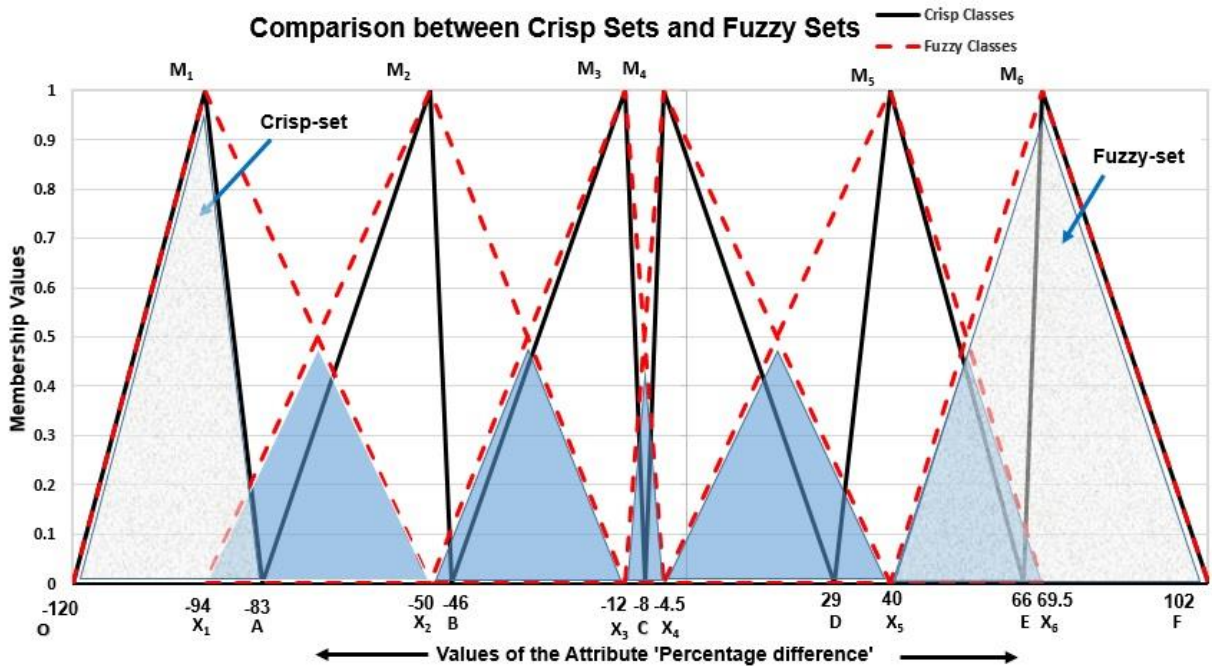 Comparison between Crisp Sets and Fuzzy Sets
Crisp Classes
Fuzzy Classes
M1 M2 M3 M4 M5 M6
Crisp-set
Fuzzy-set
Membership Values
1
0.9
0.8
0.7
0.6
0.5
0.4
0.3
0.2
0.1
0
-120 -94 -83 -50 -46 -12 -8 -4.5 29 40 66 69.5 102
O X1 A X2 B X3 C X4 D X5 E X6 F
Values of the Attribute 'Percentage difference'